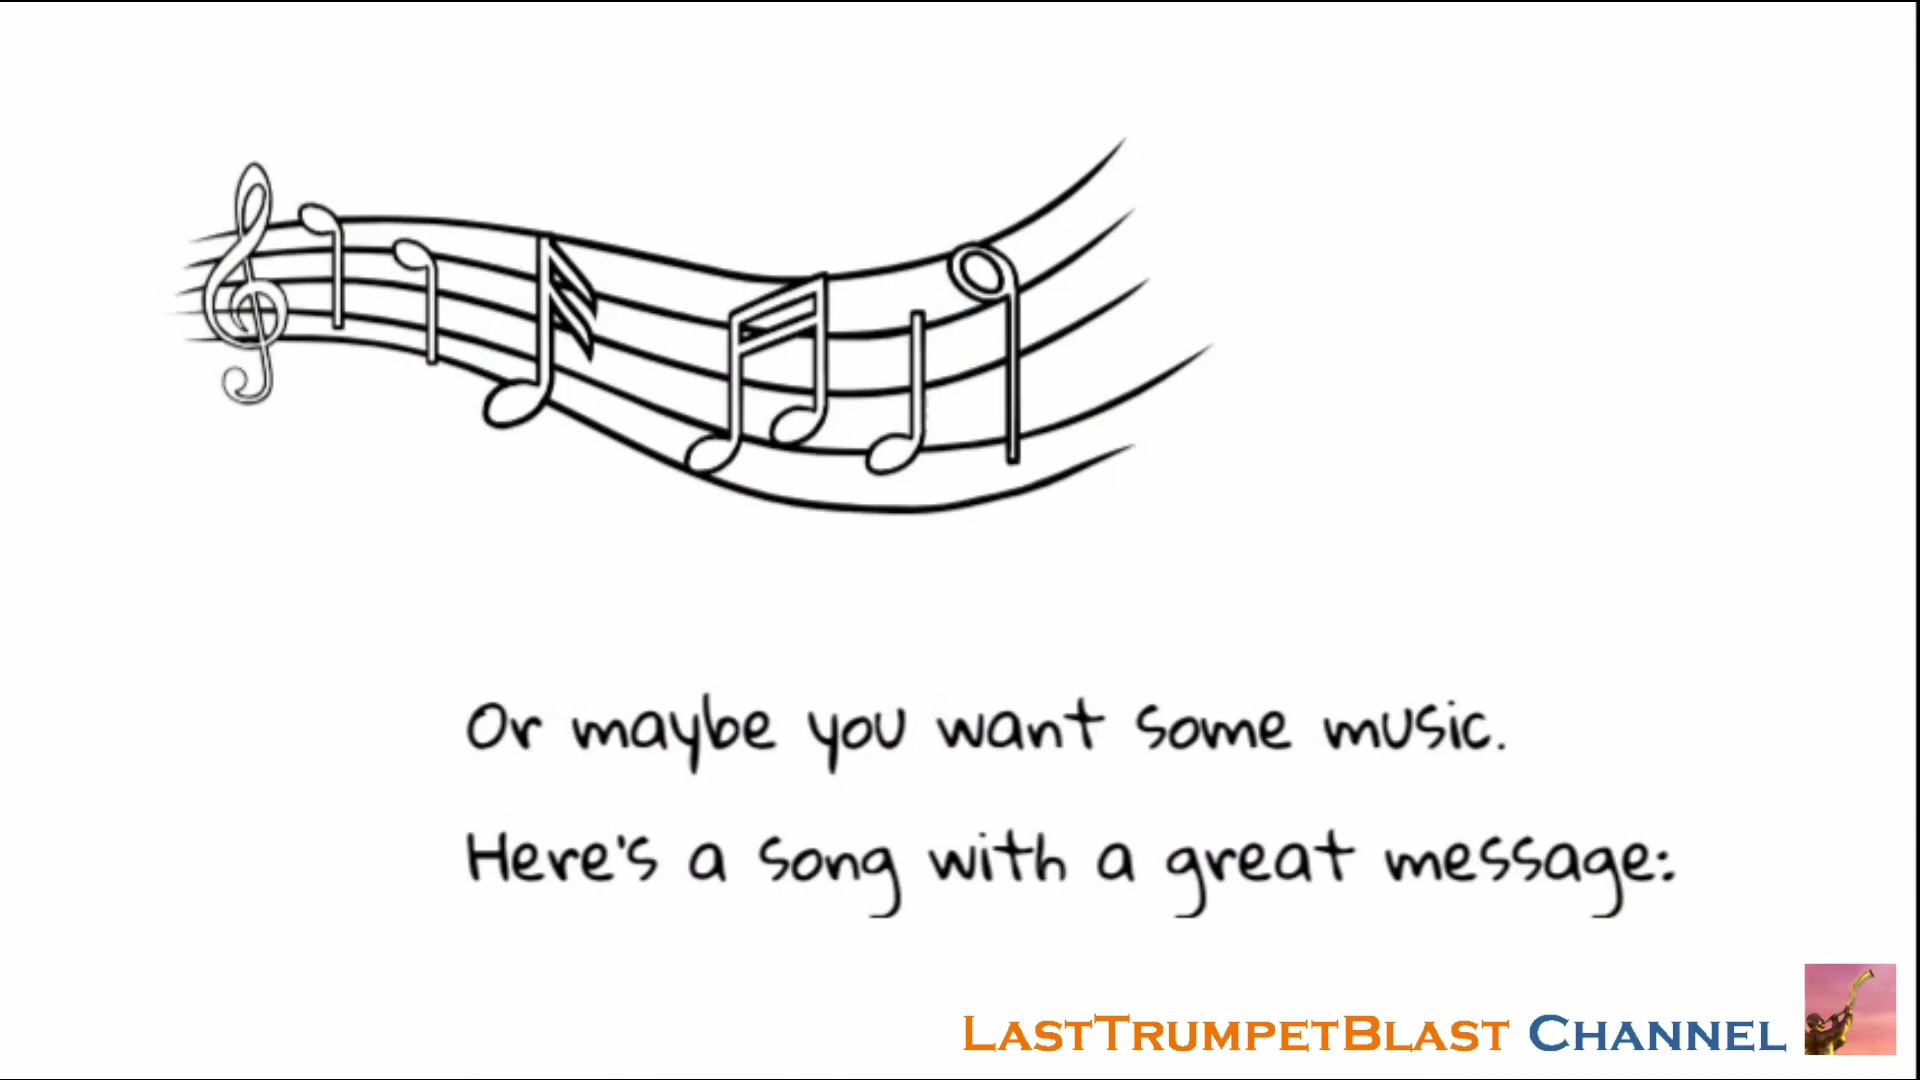 Or maybe you want some music.
Here's a song with a great message:
LASTTRUMPETBLAST CHANNEL